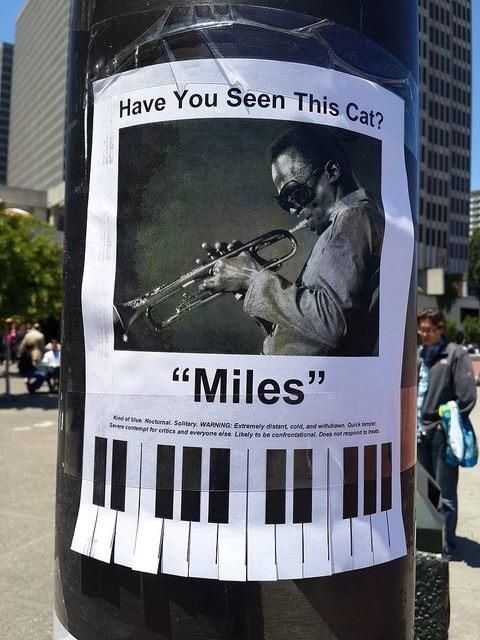 Have You Seen This Cat?
“Miles”
Kind of blue. Nocturnal. Solitary. WARNING: Extremely distant, cold, and withdrawn. Quick temper.
Severe contempt for critics and everyone else. Likely to be confrontational. Does not respond to treats.